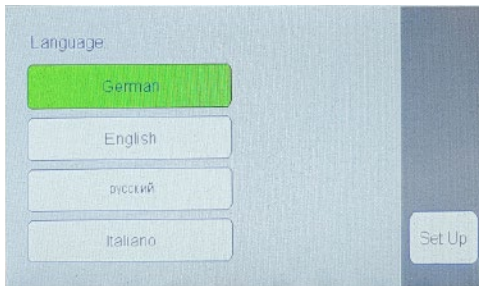 Language:
German
English
русский
Italiano
Set Up